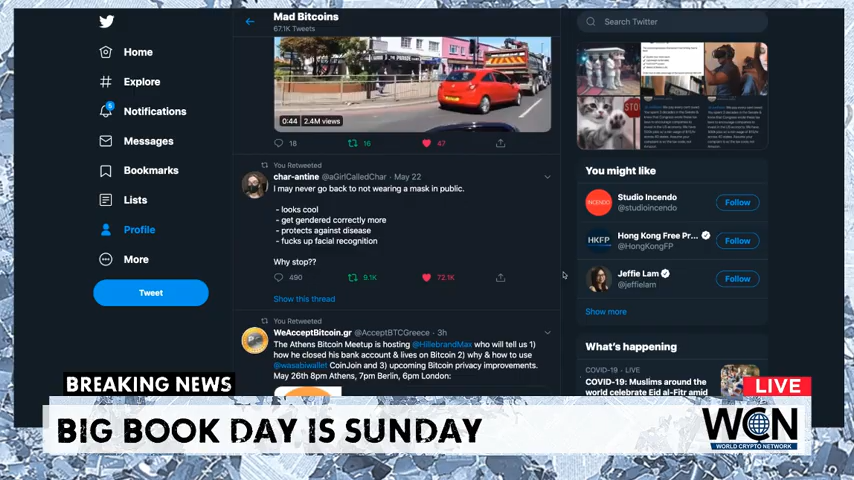 Mad Bitcoins
67.1K Tweets
Search Twitter
Home
Explore
5
Notifications
Messages
Bookmarks
Lists
Profile
More
Tweet
0:44
2.4M views
18
16
47
You Retweeted
char-antine @aGirlCalledChar · May 22
I may never go back to not wearing a mask in public.
- looks cool
- get gendered correctly more
- protects against disease
- fucks up facial recognition
Why stop??
490
9.1K
72.1K
Show this thread
You Retweeted
WeAcceptBitcoin.gr @AcceptBTCGreece · 3h
The Athens Bitcoin Meetup is hosting @HillebrandMax who will tell us 1)
how he closed his bank account & lives on Bitcoin 2) why & how to use
@wasabiwallet CoinJoin and 3) upcoming Bitcoin privacy improvements.
May 26th 8pm Athens, 7pm Berlin, 6pm London:
STOP
You might like
INCENDO
Studio Incendo
@studioincendo
Follow
HKFP
Hong Kong Free Pr...
@HongKongFP
Follow
Jeffie Lam
@jeffielam
Follow
Show more
What's happening
COVID-19 · LIVE
COVID-19: Muslims around the
world celebrate Eid al-Fitr amid
BREAKING NEWS
LIVE
BIG BOOK DAY IS SUNDAY
WCN
WORLD CRYPTO NETWORK